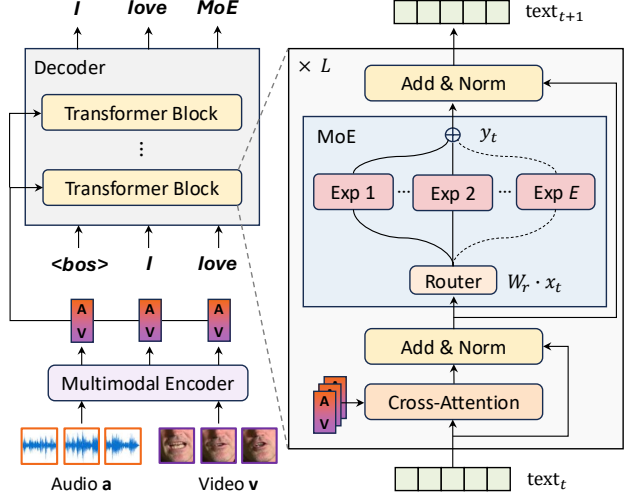 I love MoE
Decoder
Transformer Block
⋮
Transformer Block
<bos> I love
A V A V A V
Multimodal Encoder
Audio a Video v
text_{t+1}
× L
Add & Norm
MoE
y_t
Exp 1 ··· Exp 2 ··· Exp E
Router W_r · x_t
Add & Norm
A V Cross-Attention
text_t